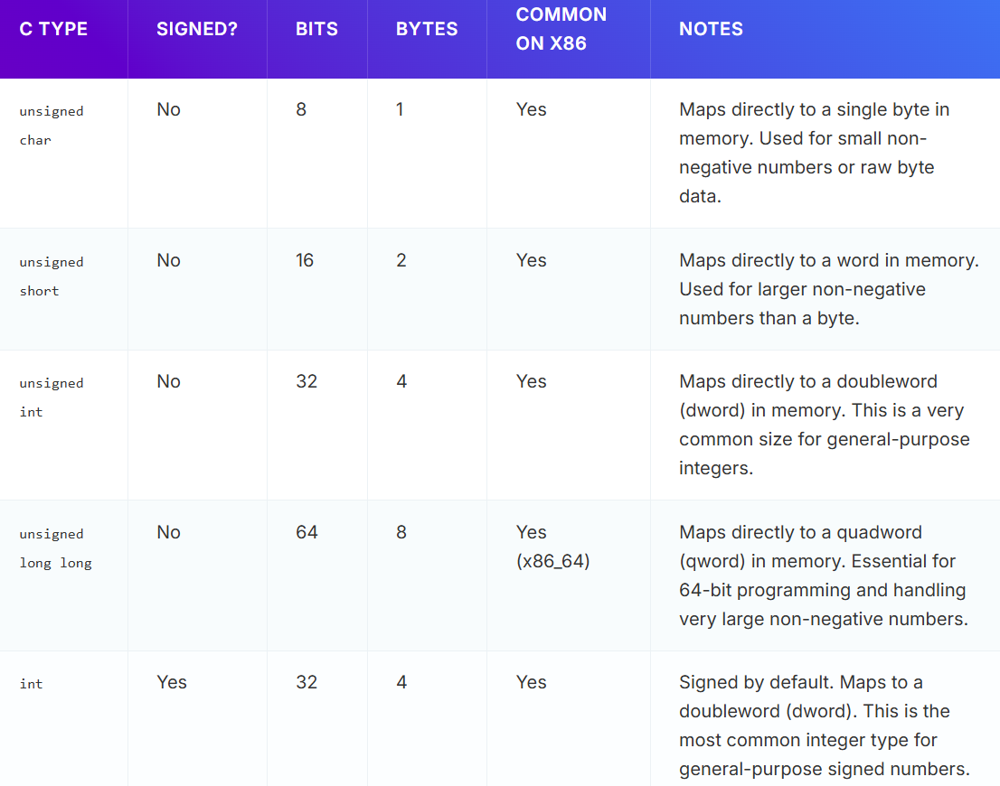 C TYPE SIGNED? BITS BYTES COMMON ON X86 NOTES
unsigned No 8 1 Yes Maps directly to a single byte in
char memory. Used for small non-
negative numbers or raw byte
data.
unsigned No 16 2 Yes Maps directly to a word in memory.
short Used for larger non-negative
numbers than a byte.
unsigned No 32 4 Yes Maps directly to a doubleword
int (dword) in memory. This is a very
common size for general-purpose
integers.
unsigned No 64 8 Yes Maps directly to a quadword
long long (x86_64) (qword) in memory. Essential for
64-bit programming and handling
very large non-negative numbers.
int Yes 32 4 Yes Signed by default. Maps to a
doubleword (dword). This is the
most common integer type for
general-purpose signed numbers.